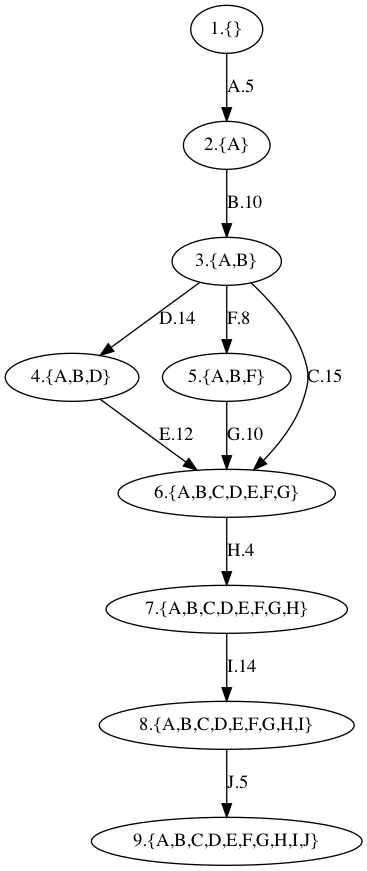 1.{}
A.5
2.{A}
B.10
3.{A,B}
D.14
F.8
C.15
4.{A,B,D}
5.{A,B,F}
E.12
G.10
6.{A,B,C,D,E,F,G}
H.4
7.{A,B,C,D,E,F,G,H}
I.14
8.{A,B,C,D,E,F,G,H,I}
J.5
9.{A,B,C,D,E,F,G,H,I,J}